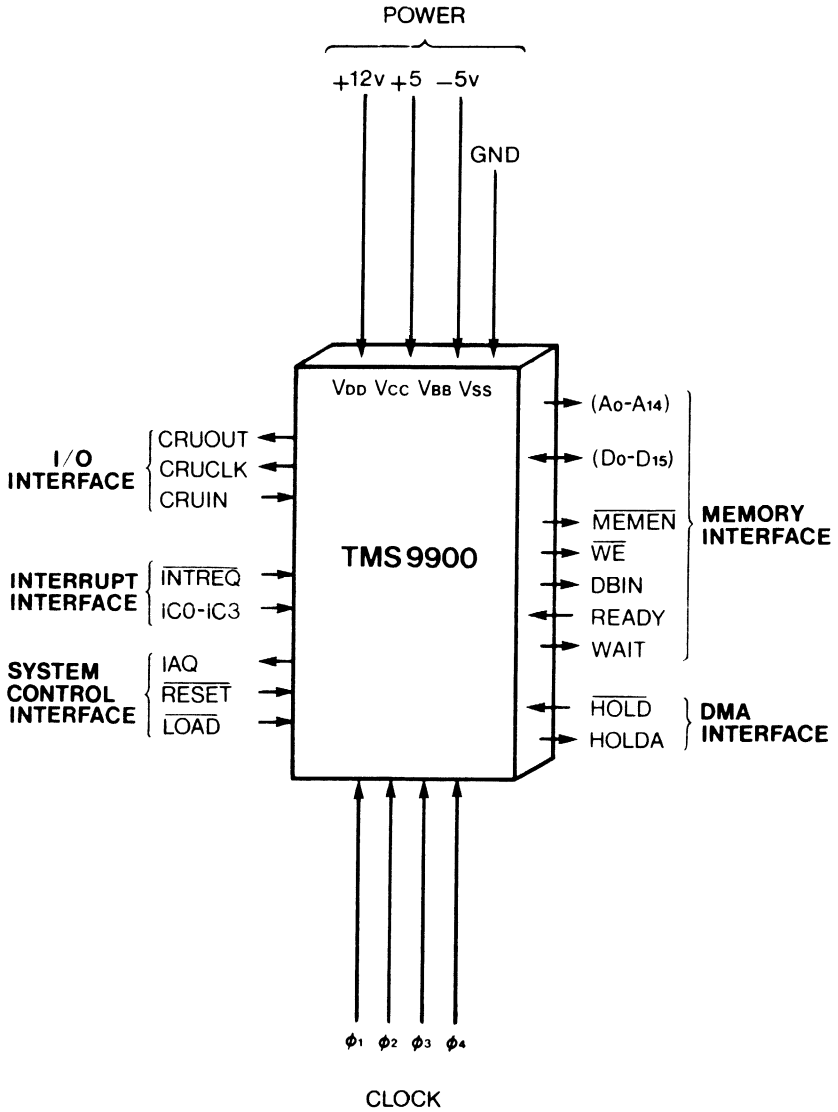 POWER
+12v +5 −5v
GND
VDD VCC VBB VSS
I/O
INTERFACE
CRUOUT
CRUCLK
CRUIN
INTERRUPT
INTERFACE
INTREQ
iC0-iC3
SYSTEM
CONTROL
INTERFACE
IAQ
RESET
LOAD
TMS 9900
(A0-A14)
(D0-D15)
MEMEN
WE
DBIN
READY
WAIT
MEMORY
INTERFACE
HOLD
HOLDA
DMA
INTERFACE
ϕ1 ϕ2 ϕ3 ϕ4
CLOCK